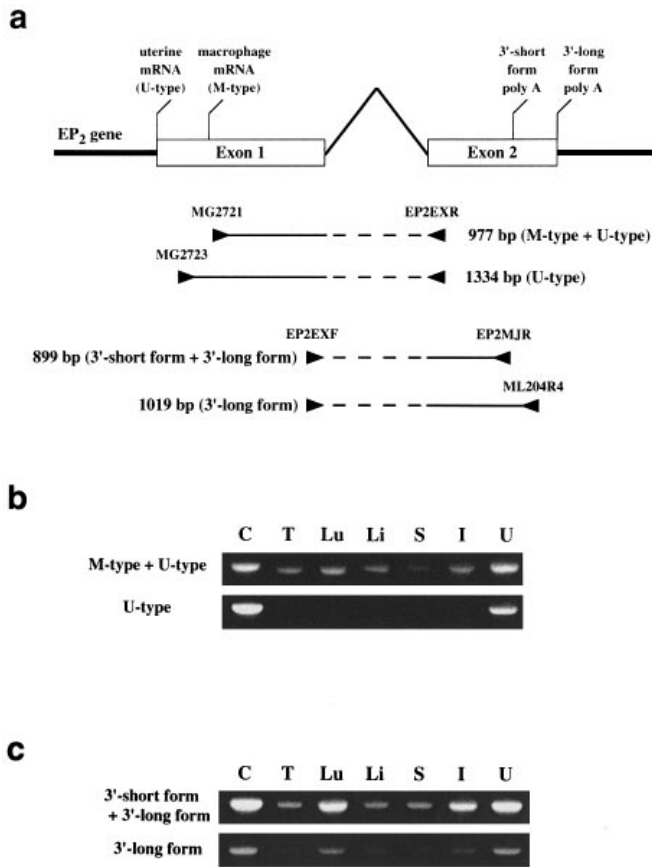 a
uterine
mRNA
(U-type)
macrophage
mRNA
(M-type)
3'-short
form
poly A
3'-long
form
poly A
EP2 gene
Exon 1
Exon 2
MG2721
EP2EXR
977 bp (M-type + U-type)
MG2723
1334 bp (U-type)
EP2EXF
EP2MJR
899 bp (3'-short form + 3'-long form)
ML204R4
1019 bp (3'-long form)
b
C T Lu Li S I U
M-type + U-type
U-type
c
C T Lu Li S I U
3'-short form
+ 3'-long form
3'-long form